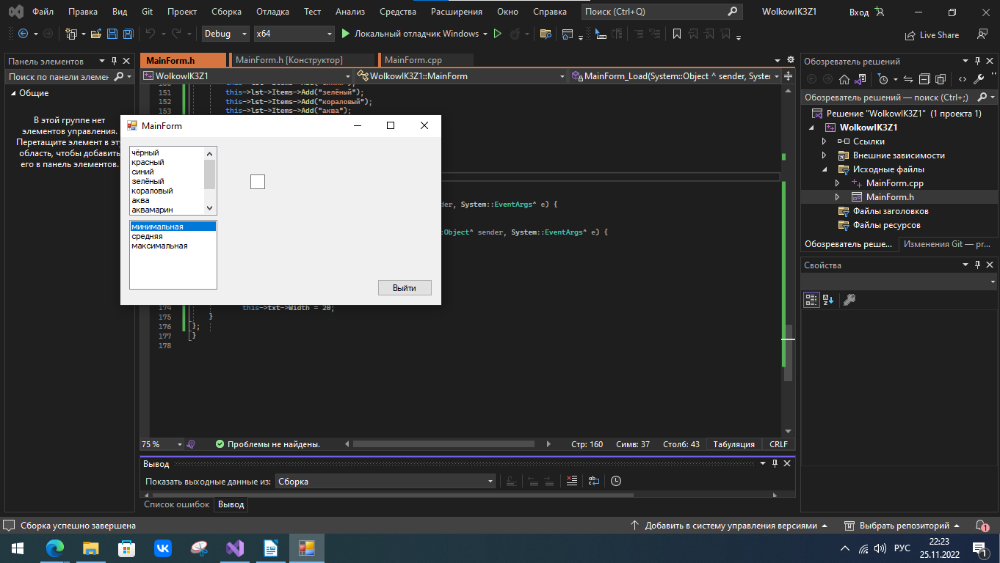 Файл Правка Вид Git Проект Сборка Отладка Тест Анализ Средства Расширения Окно Справка Поиск (Ctrl+Q) WolkowIK3Z1 Вход
Debug x64 Локальный отладчик Windows Live Share
Панель элементов
Поиск по панели элемен
Общие
В этой группе нет
элементов управления.
Перетащите элемент в эту
область, чтобы добавить
его в панель элементов.
MainForm.h MainForm.h [Конструктор] MainForm.cpp
WolkowIK3Z1 WolkowIK3Z1::MainForm MainForm_Load(System::Object ^ sender, Syste
151 this->lst->Items->Add("зелёный");
152 this->lst->Items->Add("кораловый");
153 this->lst->Items->Add("аква");
MainForm
чёрный
красный
синий
зелёный
кораловый
аква
аквамарин
минимальная
средняя
максимальная
Выйти
der, System::EventArgs^ e) {
:Object^ sender, System::EventArgs^ e) {
174 this->txt->Width = 20;
175 }
176 };
177 }
178
75 % Проблемы не найдены. Стр: 160 Симв: 37 Столб: 43 Табуляция CRLF
Вывод
Показать выходные данные из: Сборка
Список ошибок Вывод
Обозреватель решений
Обозреватель решений — поиск (Ctrl+;)
Решение "WolkowIK3Z1" (1 проекта 1)
WolkowIK3Z1
Ссылки
Внешние зависимости
Исходные файлы
MainForm.cpp
MainForm.h
Файлы заголовков
Файлы ресурсов
Обозреватель реше... Изменения Git — pr...
Свойства
Сборка успешно завершена Добавить в систему управления версиями Выбрать репозиторий 1
РУС 22:23
25.11.2022 1